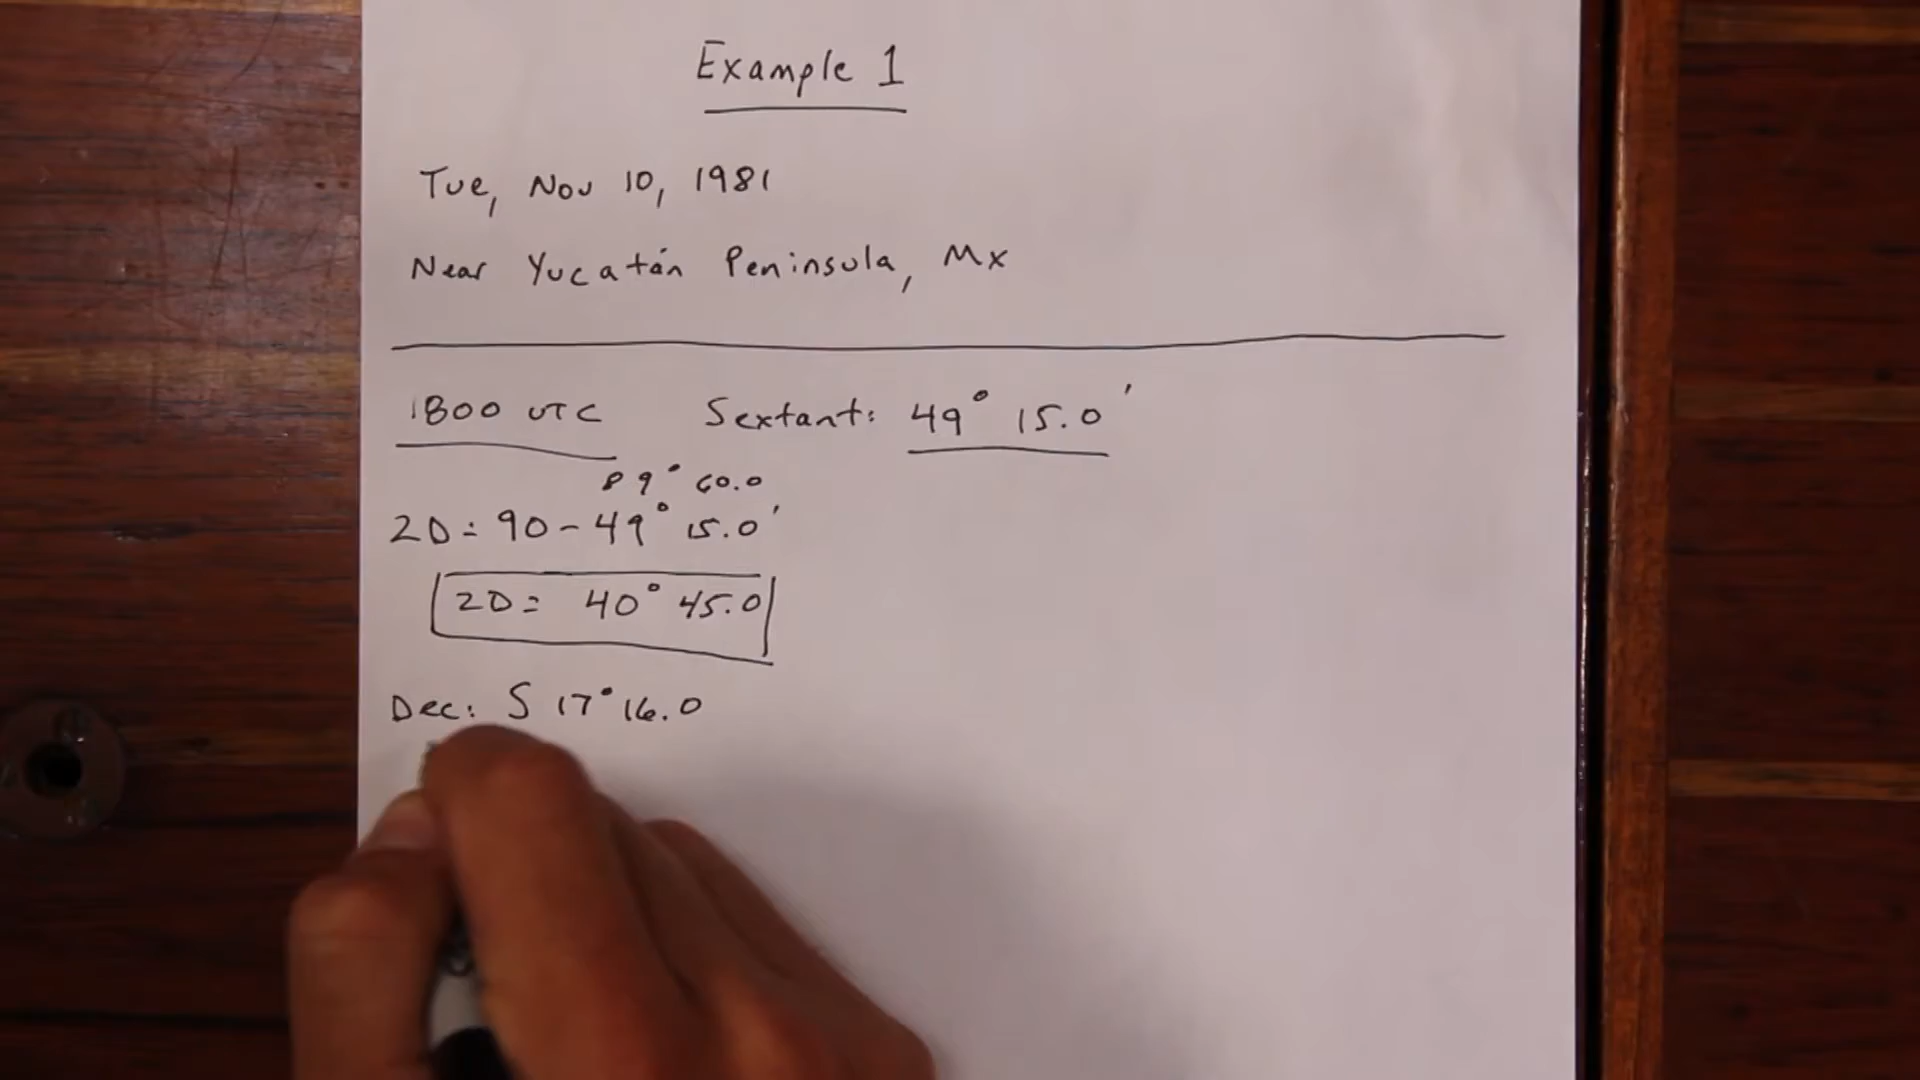 Example 1
Tue, Nov 10, 1981
Near Yucatán Peninsula, Mx
1800 UTC Sextant: 49° 15.0'
89° 60.0
ZD = 90 - 49° 15.0'
ZD = 40° 45.0
Dec: S 17° 16.0